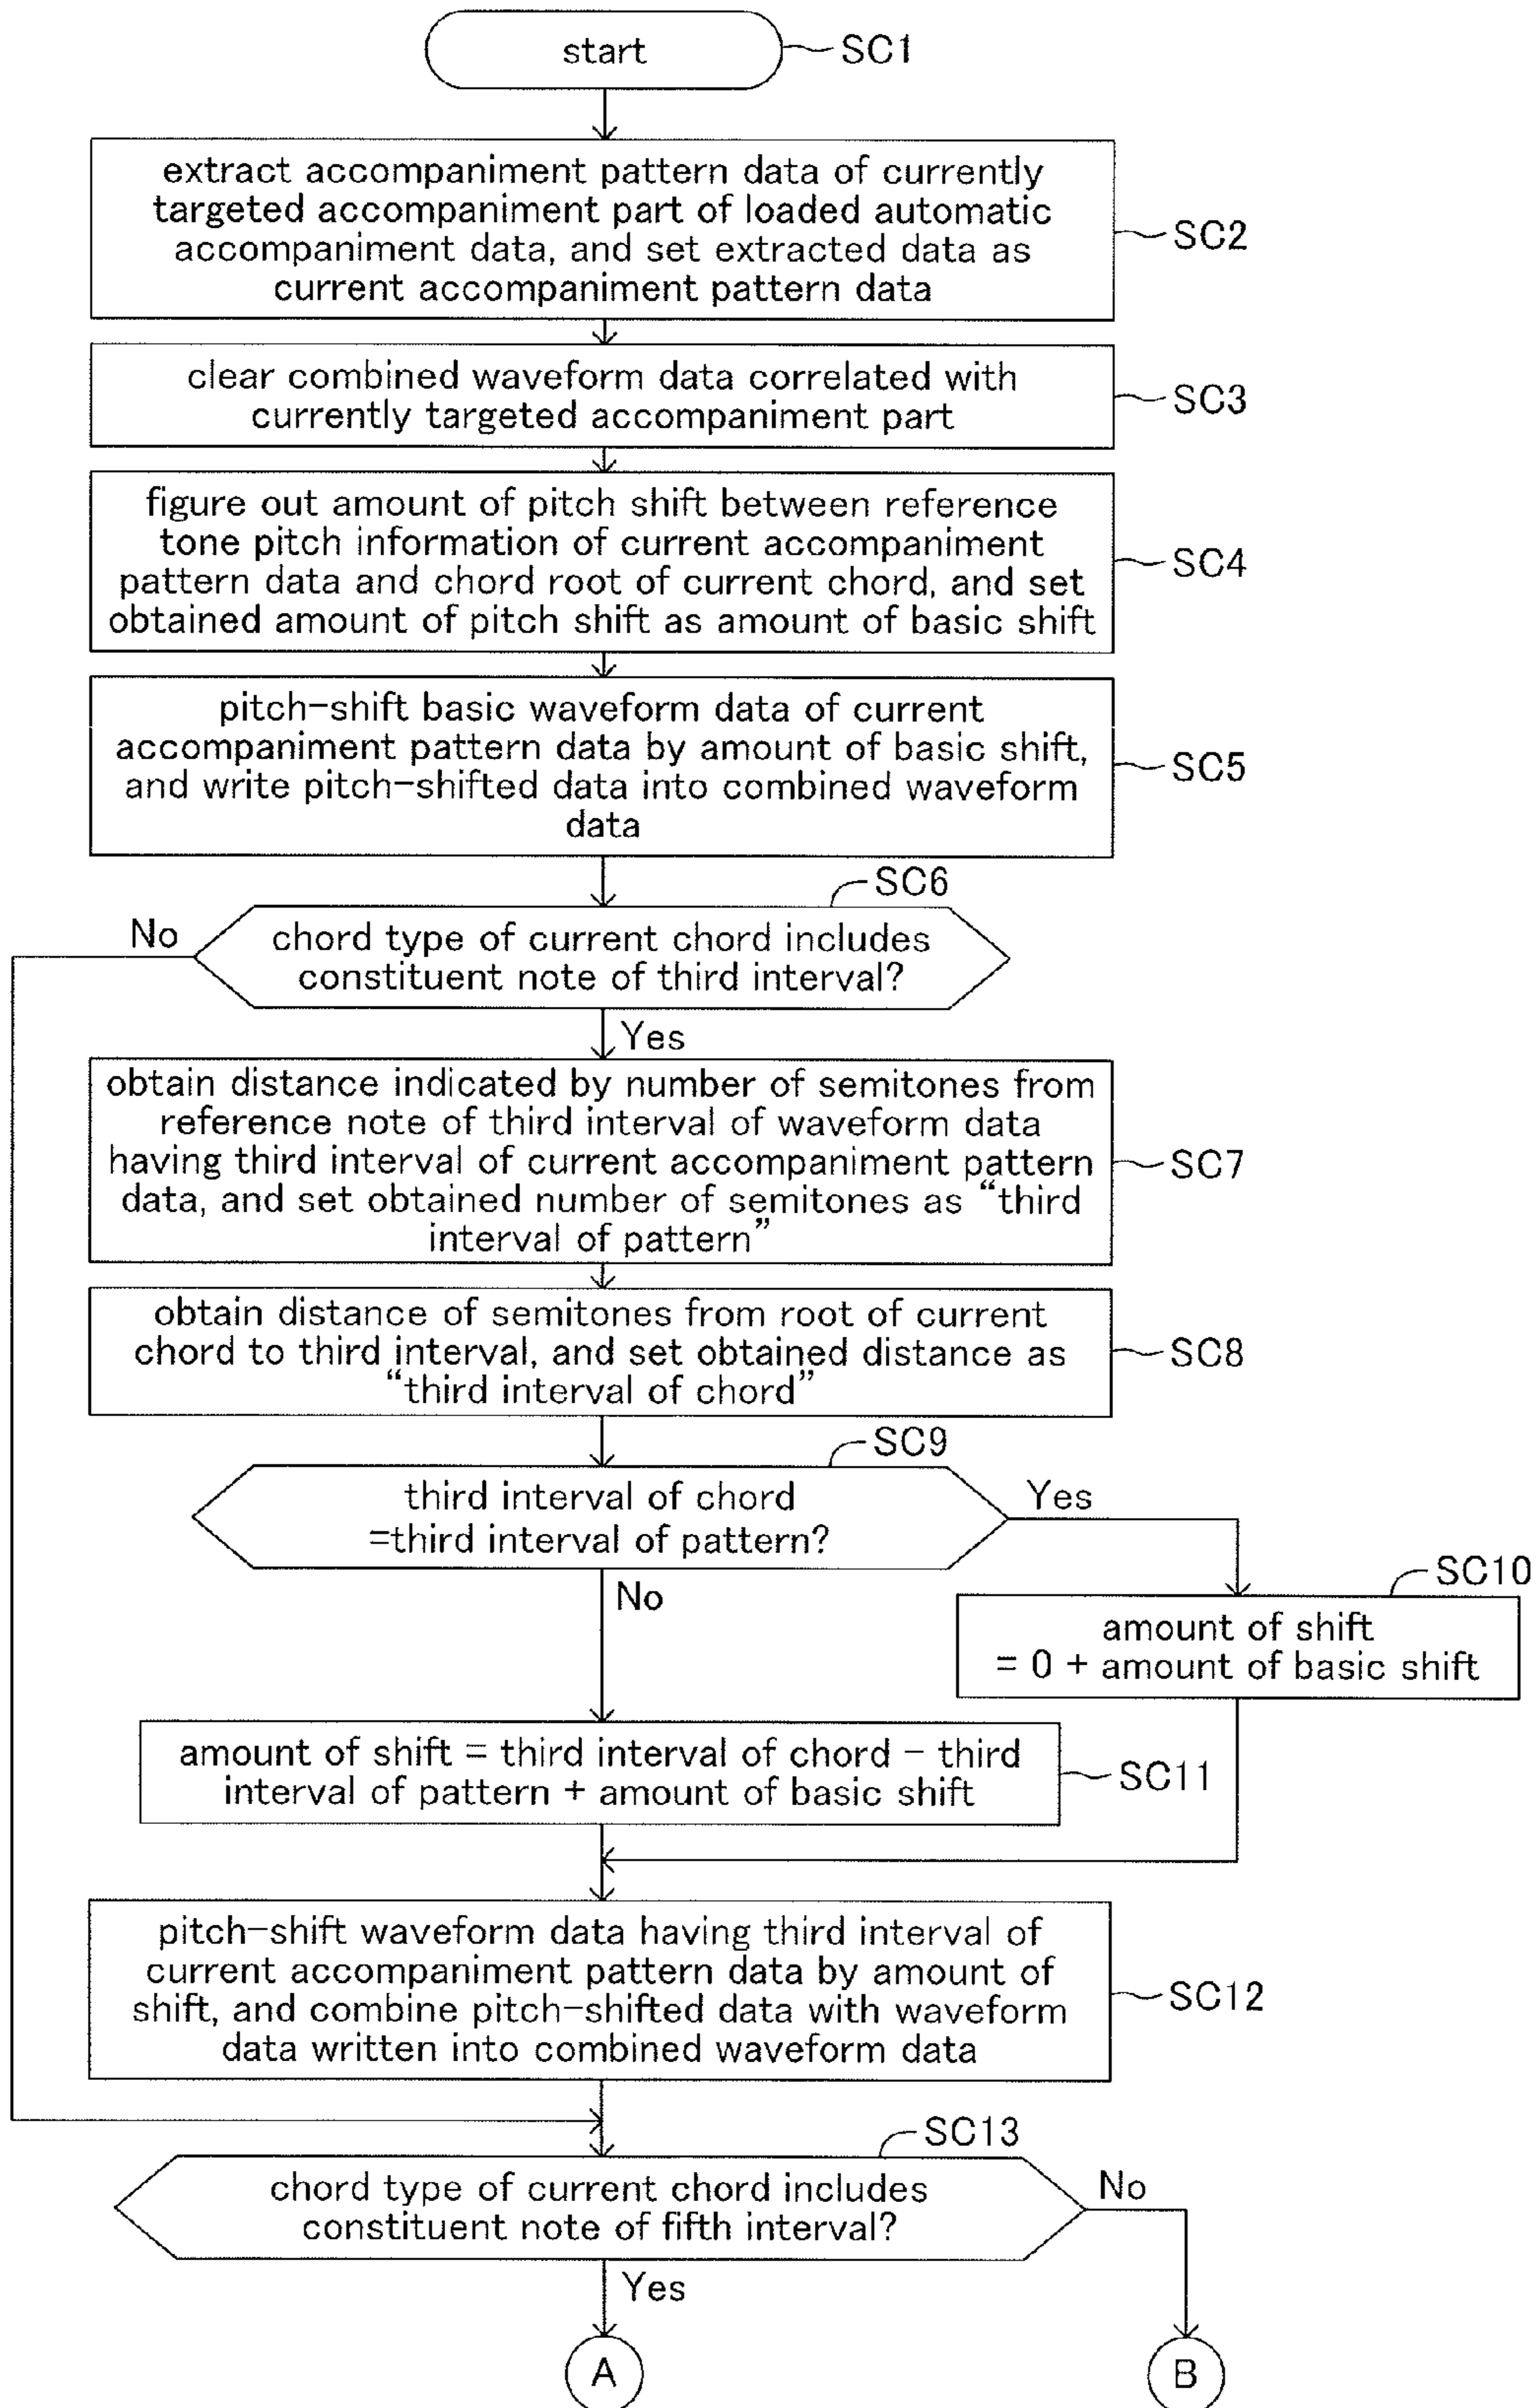 start
SC1
extract accompaniment pattern data of currently
targeted accompaniment part of loaded automatic
accompaniment data, and set extracted data as
current accompaniment pattern data
SC2
clear combined waveform data correlated with
currently targeted accompaniment part
SC3
figure out amount of pitch shift between reference
tone pitch information of current accompaniment
pattern data and chord root of current chord, and set
obtained amount of pitch shift as amount of basic shift
SC4
pitch-shift basic waveform data of current
accompaniment pattern data by amount of basic shift,
and write pitch-shifted data into combined waveform
data
SC5
SC6
No
chord type of current chord includes
constituent note of third interval?
Yes
obtain distance indicated by number of semitones from
reference note of third interval of waveform data
having third interval of current accompaniment pattern
data, and set obtained number of semitones as “third
interval of pattern”
SC7
obtain distance of semitones from root of current
chord to third interval, and set obtained distance as
“third interval of chord”
SC8
SC9
third interval of chord
=third interval of pattern?
Yes
No
SC10
amount of shift
= 0 + amount of basic shift
amount of shift = third interval of chord − third
interval of pattern + amount of basic shift
SC11
pitch-shift waveform data having third interval of
current accompaniment pattern data by amount of
shift, and combine pitch-shifted data with waveform
data written into combined waveform data
SC12
SC13
chord type of current chord includes
constituent note of fifth interval?
No
Yes
A
B